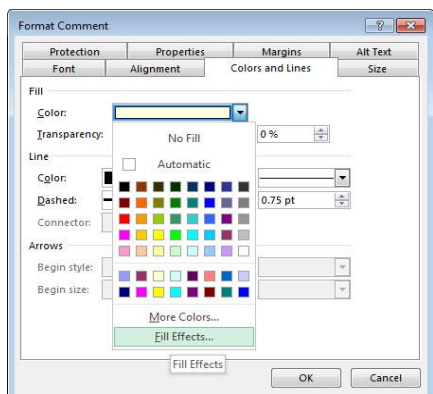 Format Comment
Protection Properties Margins Alt Text
Font Alignment Colors and Lines Size
Fill
Color:
Transparency: 0 %
No Fill
Automatic
Line
Color:
Dashed: 0.75 pt
Connector:
Arrows
Begin style:
Begin size:
More Colors...
Fill Effects...
Fill Effects
OK Cancel